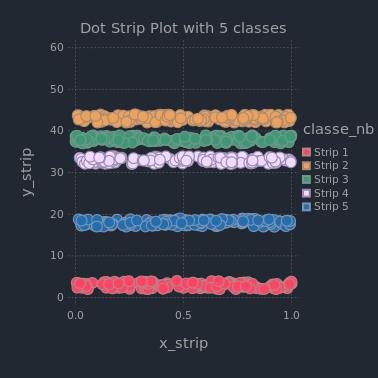 Dot Strip Plot with 5 classes
60
50
40
30
20
10
0
y_strip
0.0
0.5
1.0
x_strip
classe_nb
Strip 1
Strip 2
Strip 3
Strip 4
Strip 5